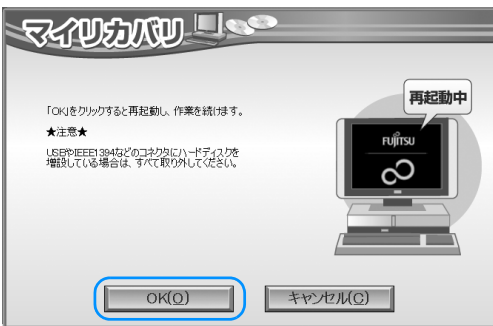 マイリカバリ
「OK」をクリックすると再起動し、作業を続けます。
★注意★
USBやIEEE1394などのコネクタにハードディスクを
増設している場合は、すべて取り外してください。
再起動中
FUJITSU
OK(O)
キャンセル(C)